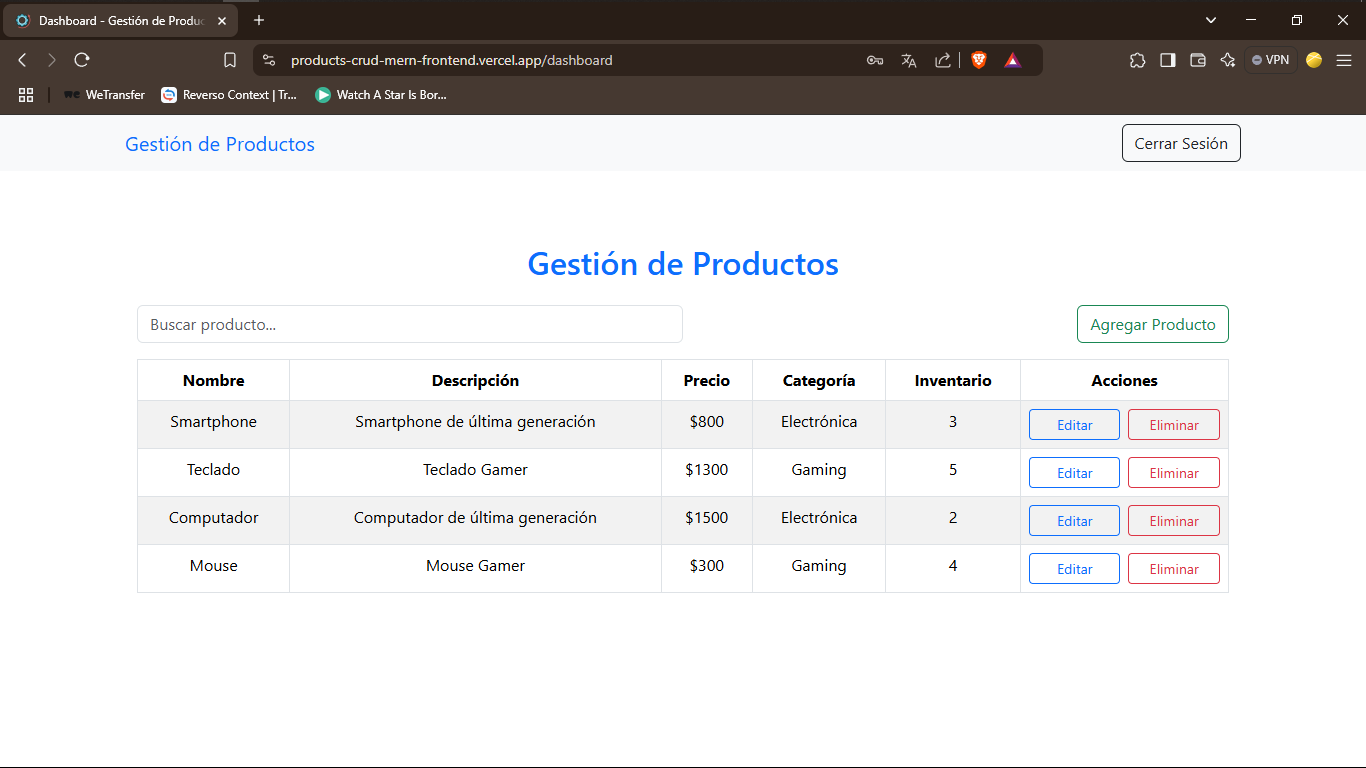 Dashboard - Gestión de Produc
products-crud-mern-frontend.vercel.app/dashboard
VPN
WeTransfer
Reverso Context | Tr...
Watch A Star Is Bor...
Gestión de Productos
Cerrar Sesión
Gestión de Productos
Buscar producto...
Agregar Producto
Nombre Descripción Precio Categoría Inventario Acciones
Smartphone Smartphone de última generación $800 Electrónica 3 Editar Eliminar
Teclado Teclado Gamer $1300 Gaming 5 Editar Eliminar
Computador Computador de última generación $1500 Electrónica 2 Editar Eliminar
Mouse Mouse Gamer $300 Gaming 4 Editar Eliminar